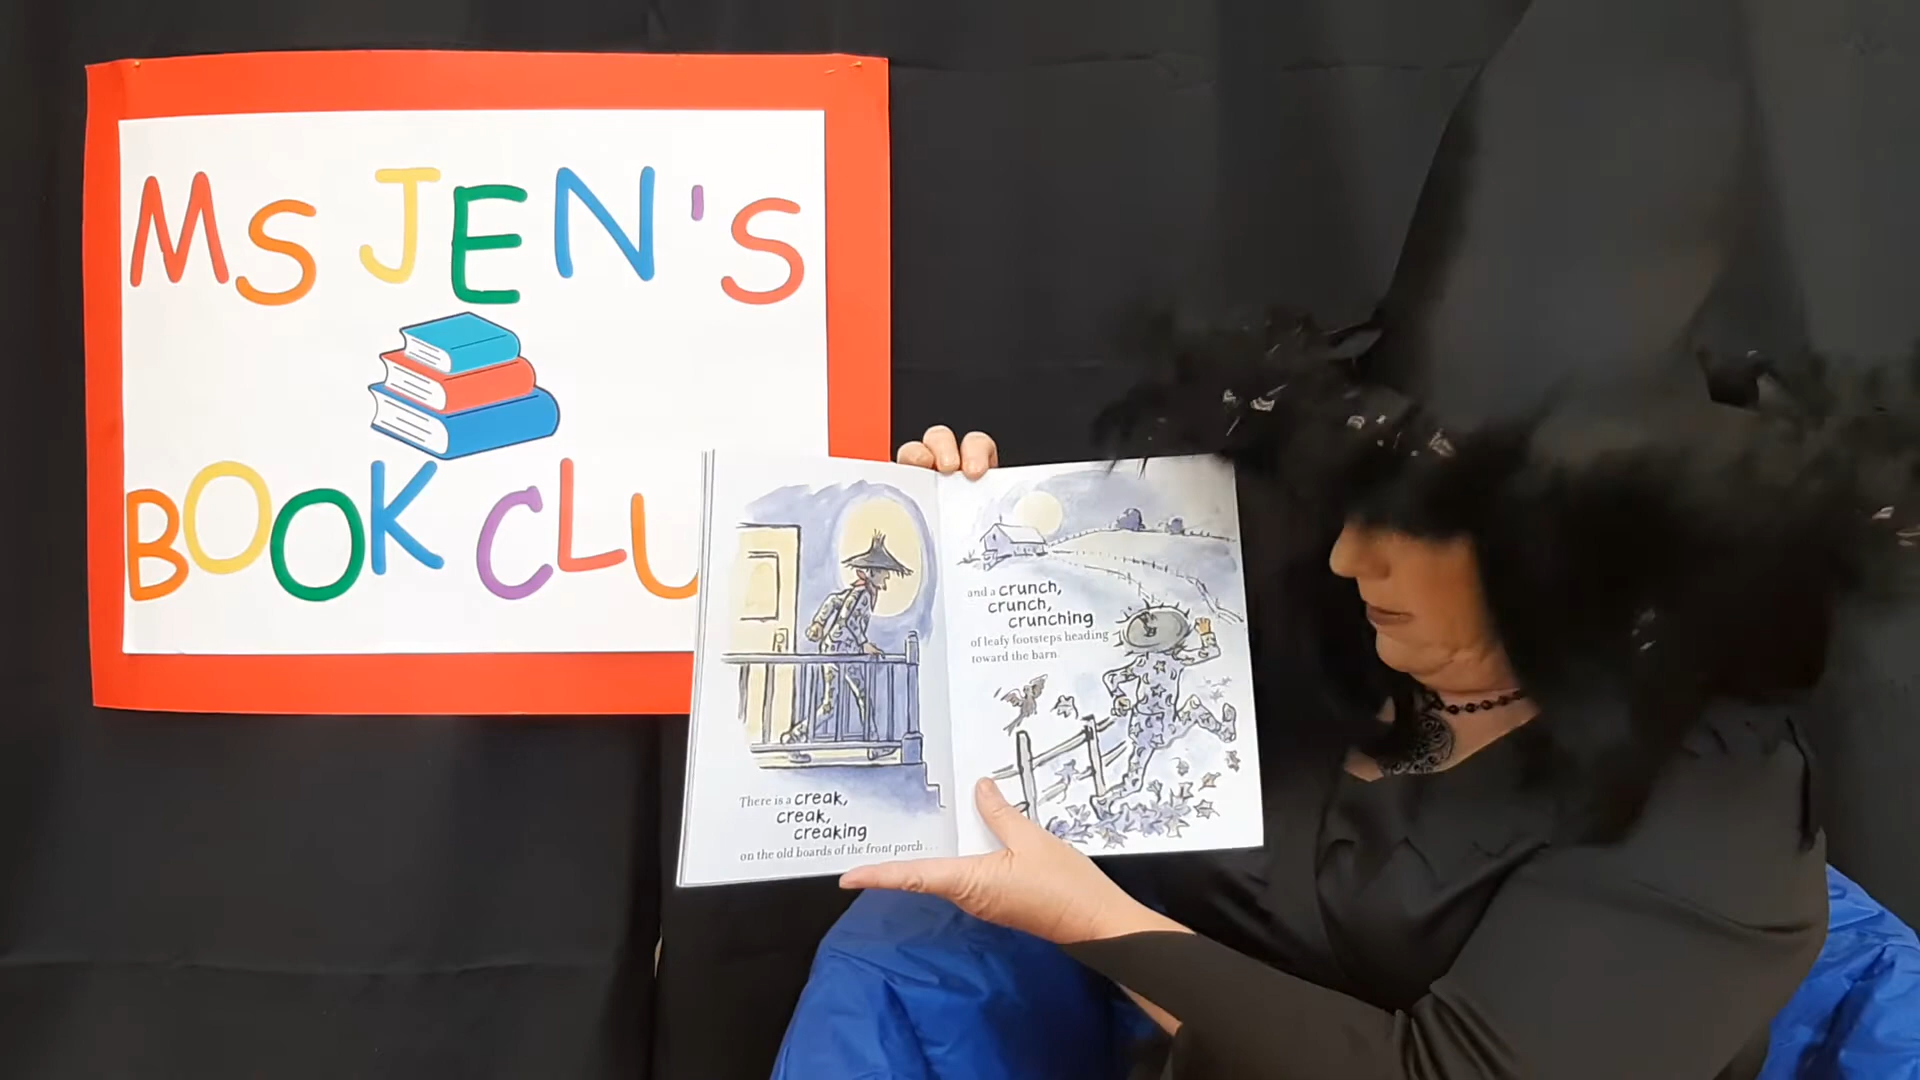 MS JEN'S
BOOK CLU
There is a creak,
creak,
creaking
on the old boards of the front porch . . .
and a crunch,
crunch,
crunching
of leafy footsteps heading
toward the barn.